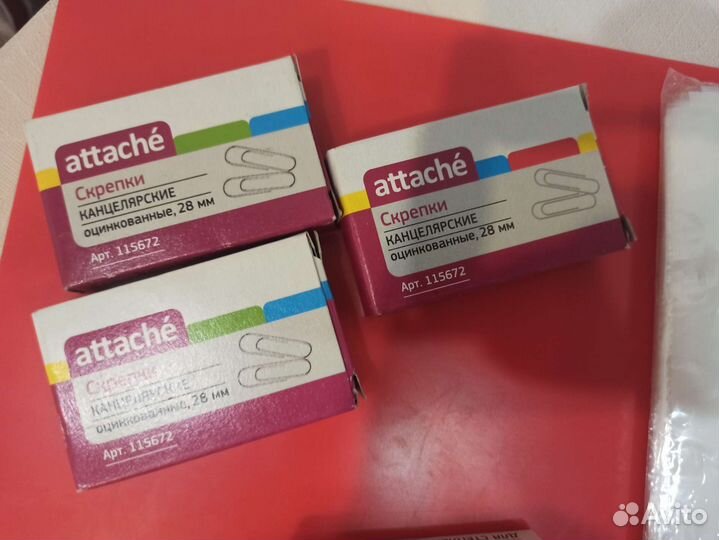 attaché
Скрепки
КАНЦЕЛЯРСКИЕ
оцинкованные, 28 мм
Арт. 115672
attaché
Скрепки
КАНЦЕЛЯРСКИЕ
оцинкованные, 28 мм
Арт. 115672
attaché
Скрепки
КАНЦЕЛЯРСКИЕ
оцинкованные, 28 мм
Арт. 115672
Avito